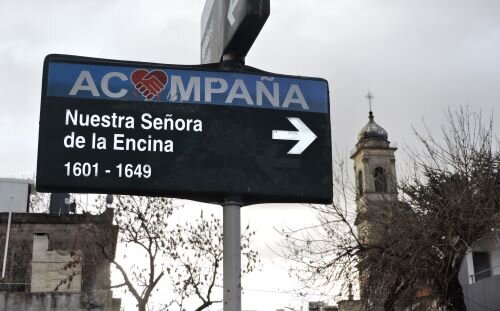 ACOMPAÑA
Nuestra Señora
de la Encina
1601 - 1649